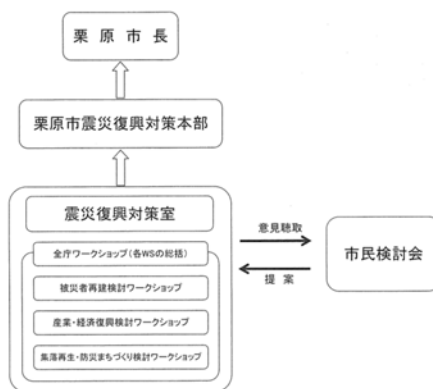 栗原市長
栗原市震災復興対策本部
震災復興対策室
全庁ワークショップ(各WSの総括)
被災者再建検討ワークショップ
産業・経済復興検討ワークショップ
集落再生・防災まちづくり検討ワークショップ
意見聴取
提案
市民検討会